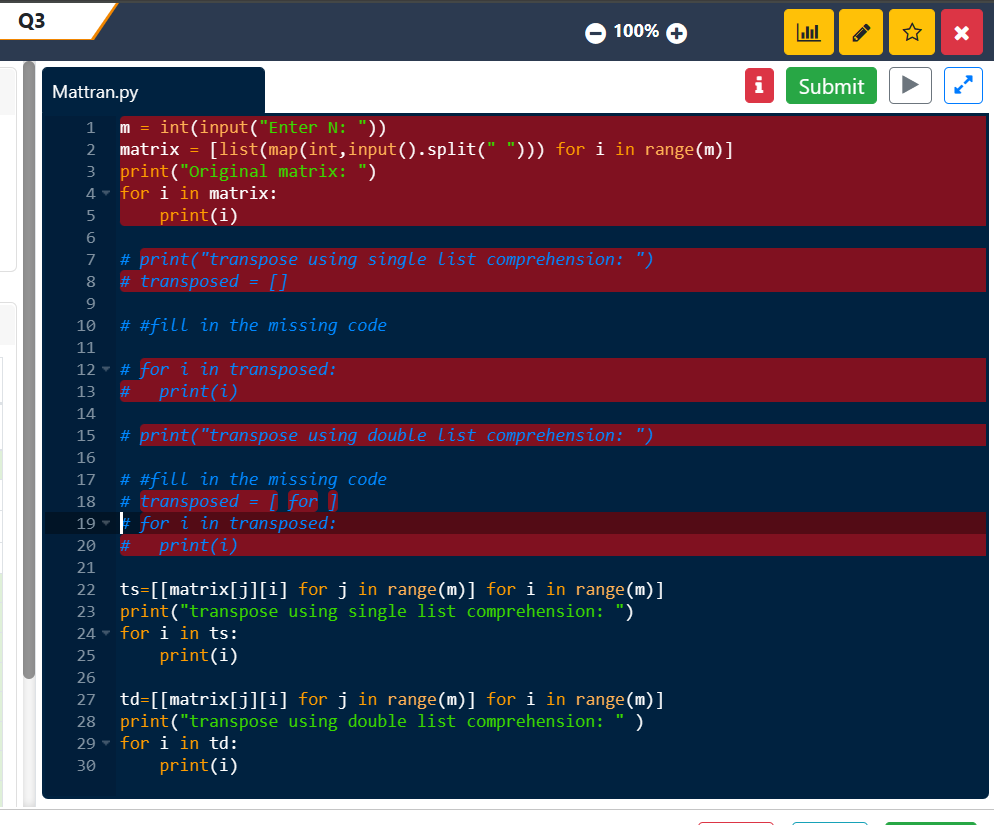 Q3
100%
Mattran.py
Submit
1 m = int(input("Enter N: "))
2 matrix = [list(map(int,input().split(" "))) for i in range(m)]
3 print("Original matrix: ")
4 for i in matrix:
5     print(i)
6
7 # print("transpose using single list comprehension: ")
8 # transposed = []
9
10 # #fill in the missing code
11
12 # for i in transposed:
13 #   print(i)
14
15 # print("transpose using double list comprehension: ")
16
17 # #fill in the missing code
18 # transposed = [ for ]
19 # for i in transposed:
20 #   print(i)
21
22 ts=[[matrix[j][i] for j in range(m)] for i in range(m)]
23 print("transpose using single list comprehension: ")
24 for i in ts:
25     print(i)
26
27 td=[[matrix[j][i] for j in range(m)] for i in range(m)]
28 print("transpose using double list comprehension: " )
29 for i in td:
30     print(i)